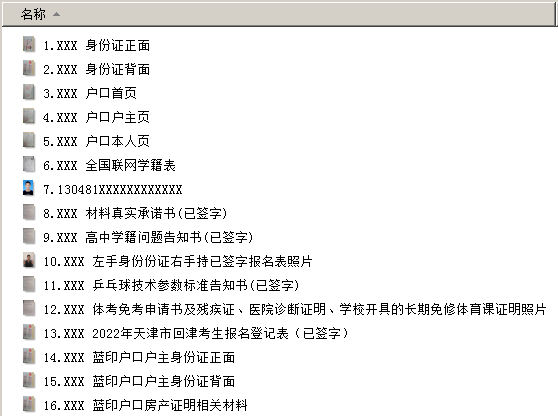 名称
1.XXX 身份证正面
2.XXX 身份证背面
3.XXX 户口首页
4.XXX 户口户主页
5.XXX 户口本人页
6.XXX 全国联网学籍表
7.130481XXXXXXXXXXXX
8.XXX 材料真实承诺书(已签字)
9.XXX 高中学籍问题告知书(已签字)
10.XXX 左手身份份证右手持已签字报名表照片
11.XXX 乒乓球技术参数标准告知书(已签字)
12.XXX 体考免考申请书及残疾证、医院诊断证明、学校开具的长期免修体育课证明照片
13.XXX 2022年天津市回津考生报名登记表（已签字）
14.XXX 蓝印户口户主身份证正面
15.XXX 蓝印户口户主身份证背面
16.XXX 蓝印户口房产证明相关材料